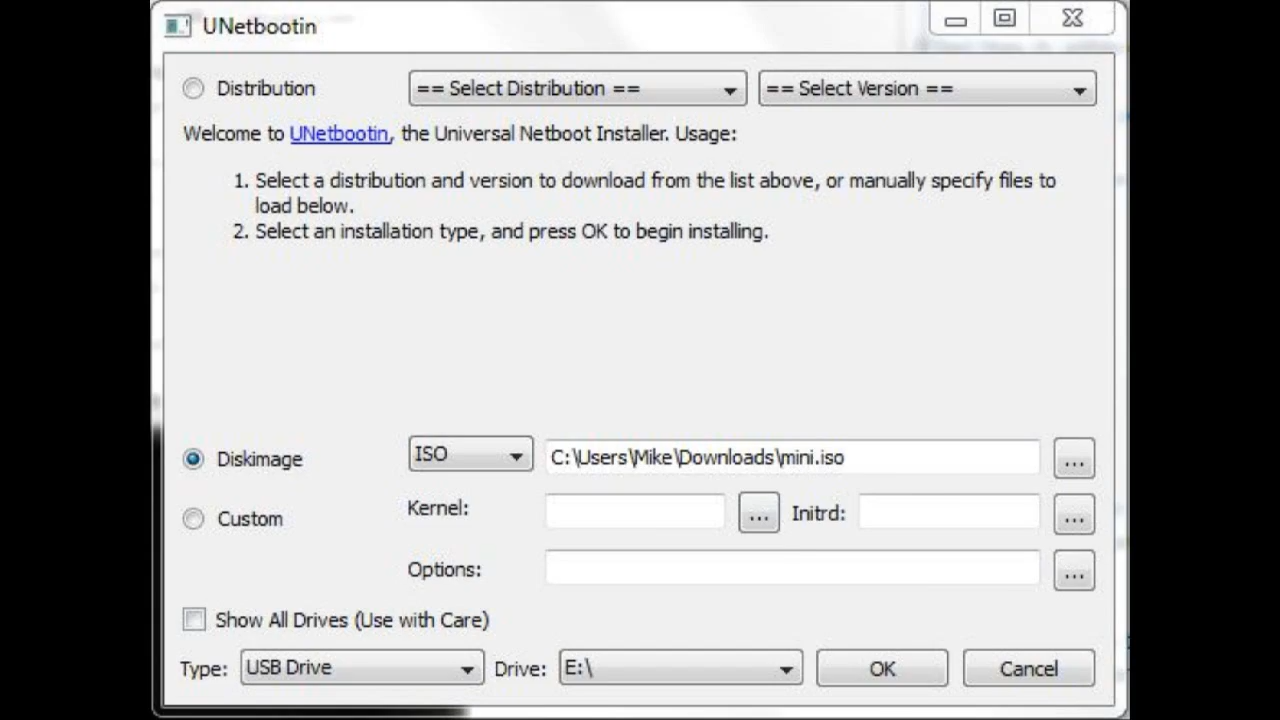 UNetbootin
Distribution == Select Distribution == == Select Version ==
Welcome to UNetbootin, the Universal Netboot Installer. Usage:
1. Select a distribution and version to download from the list above, or manually specify files to
load below.
2. Select an installation type, and press OK to begin installing.
Diskimage ISO C:\Users\Mike\Downloads\mini.iso ...
Custom Kernel: ... Initrd: ...
Options: ...
Show All Drives (Use with Care)
Type: USB Drive Drive: E:\ OK Cancel